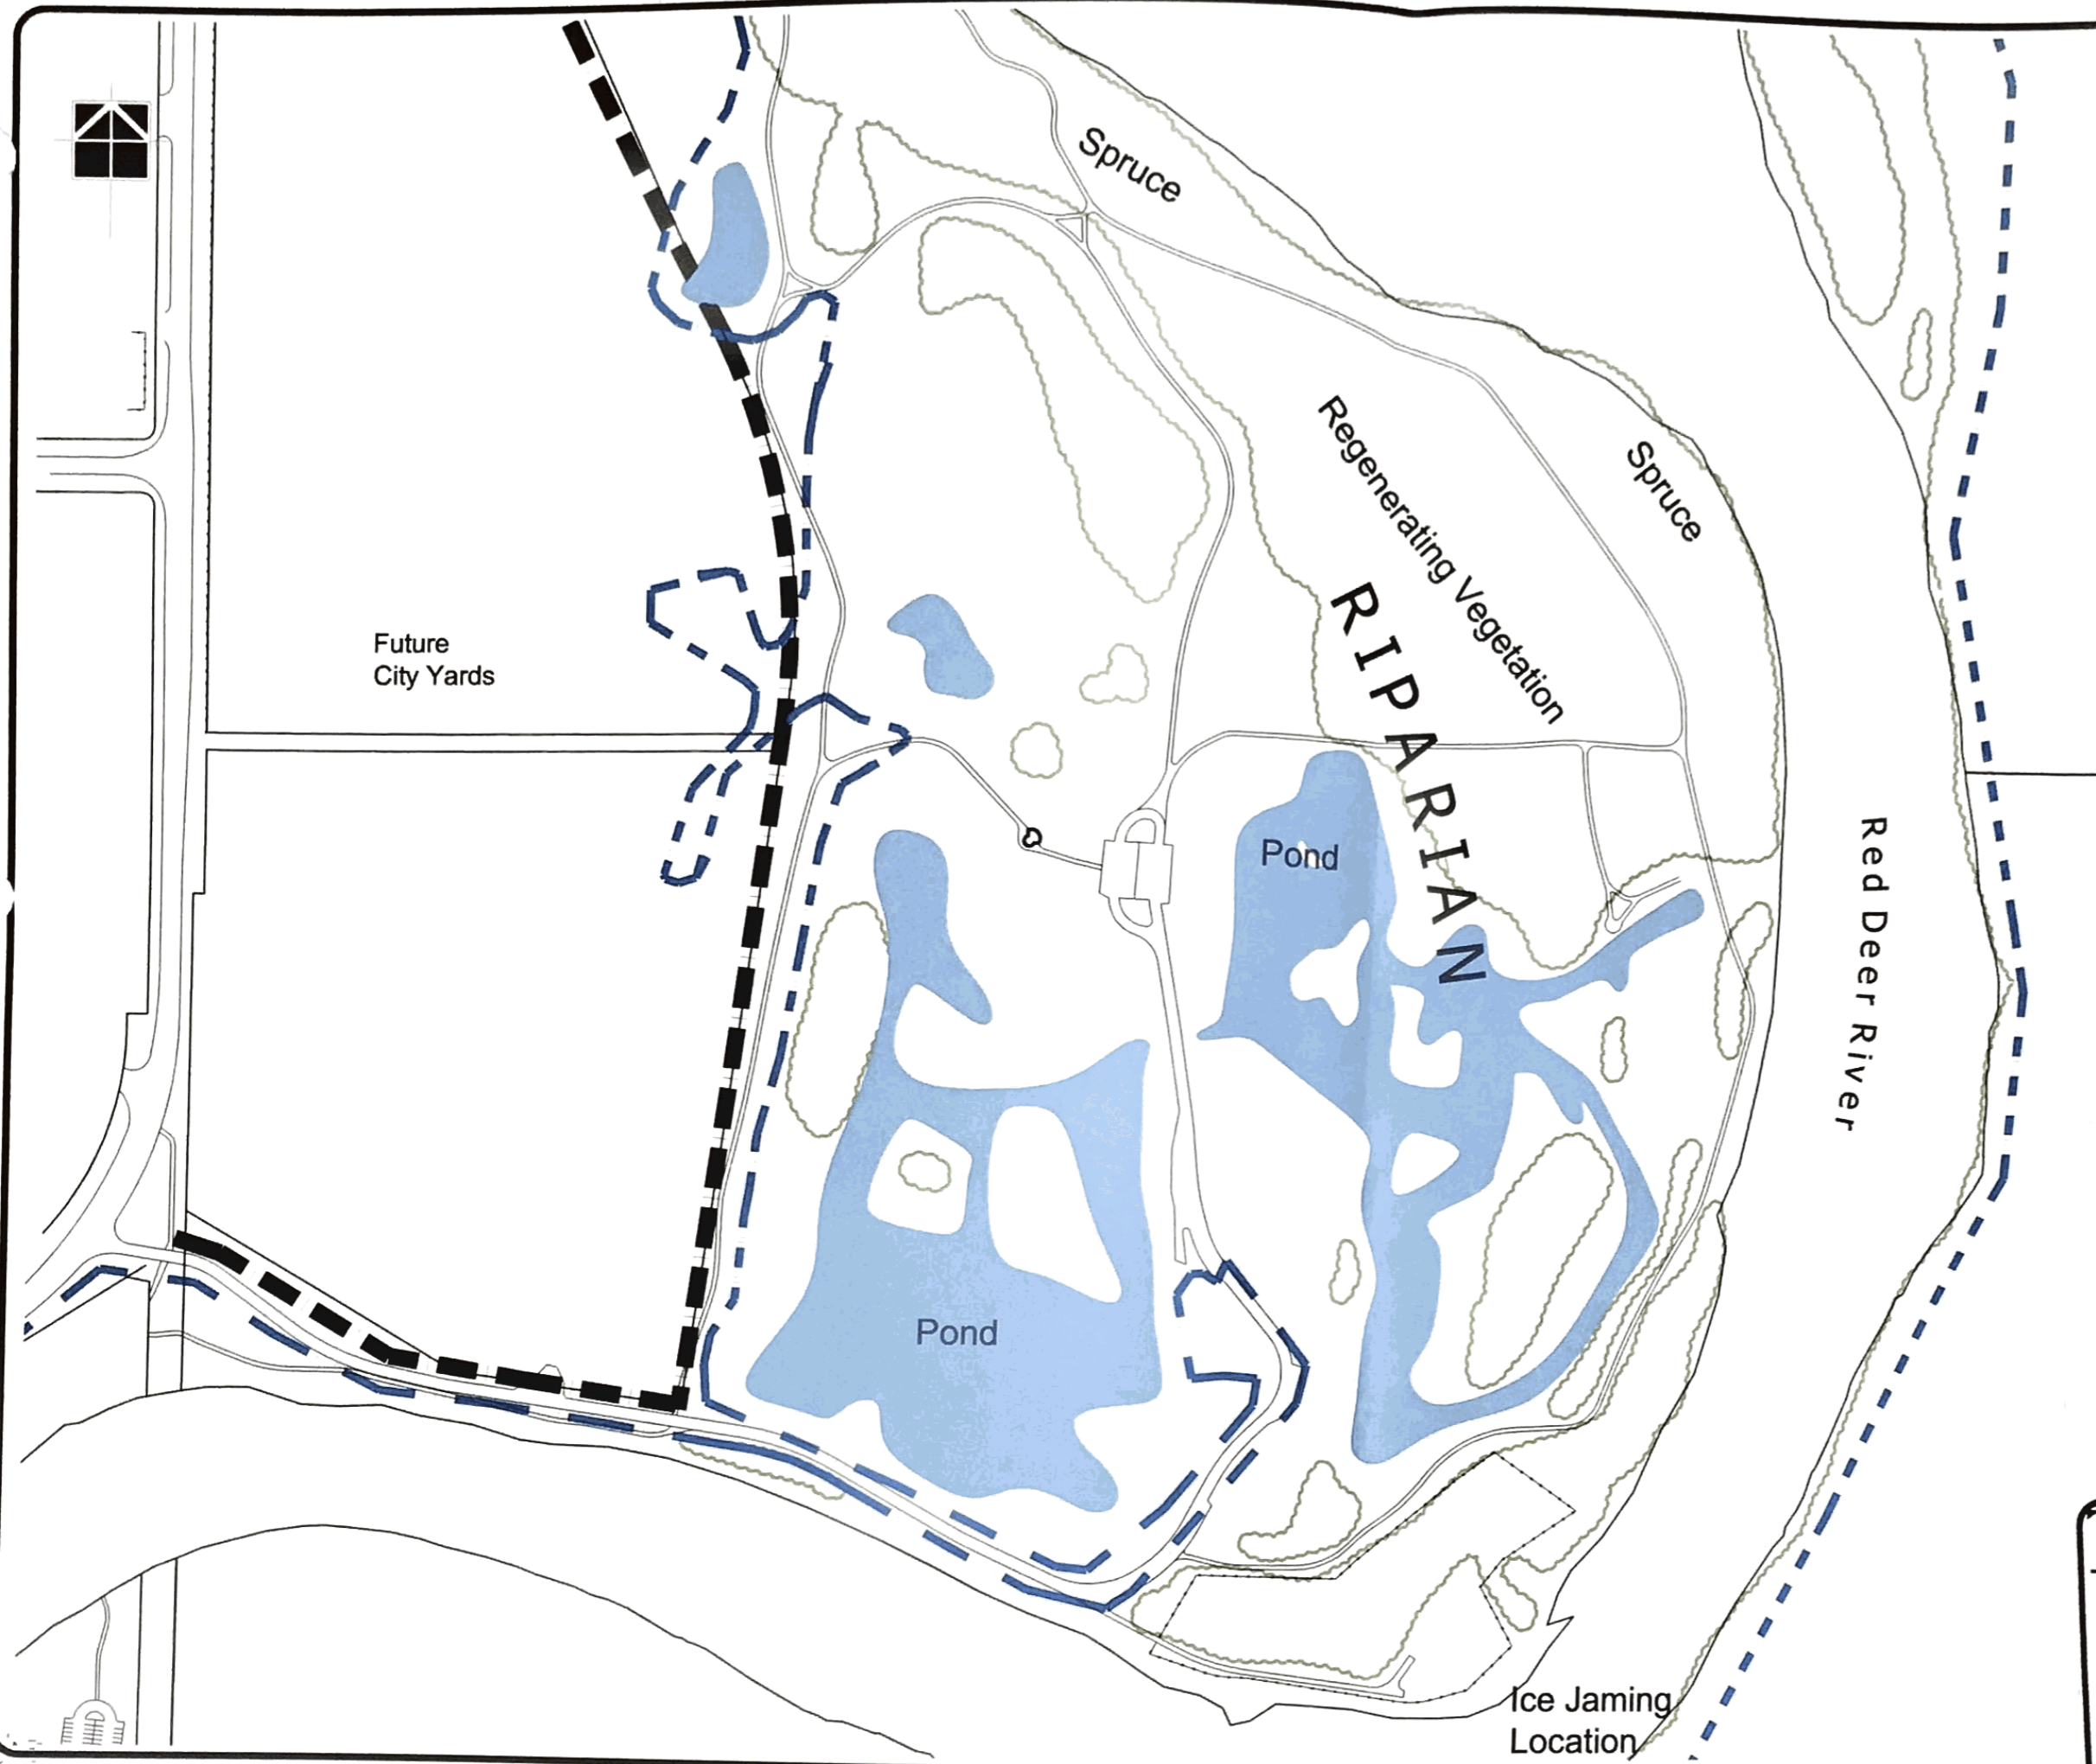 Spruce
Regenerating Vegetation
Spruce
RIPARIAN
Future
City Yards
Pond
Red Deer River
Pond
Ice Jaming
Location